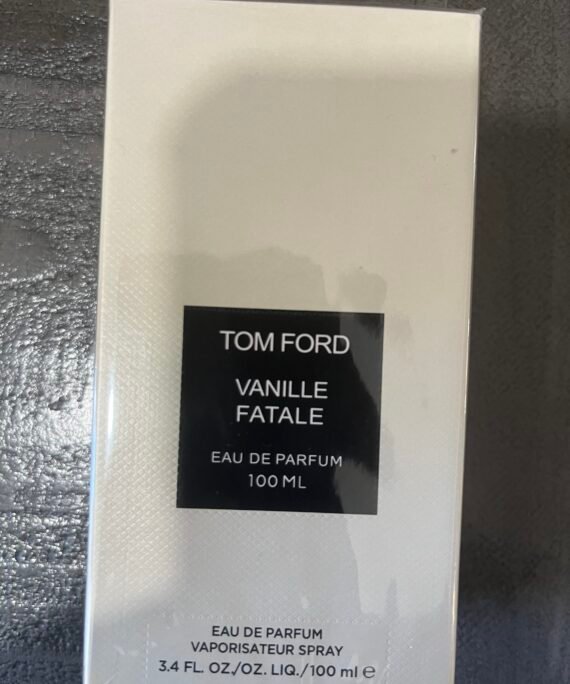 TOM FORD
VANILLE
FATALE
EAU DE PARFUM
100 ML
EAU DE PARFUM
VAPORISATEUR SPRAY
3.4 FL. OZ./OZ. LIQ./100 ml ℮